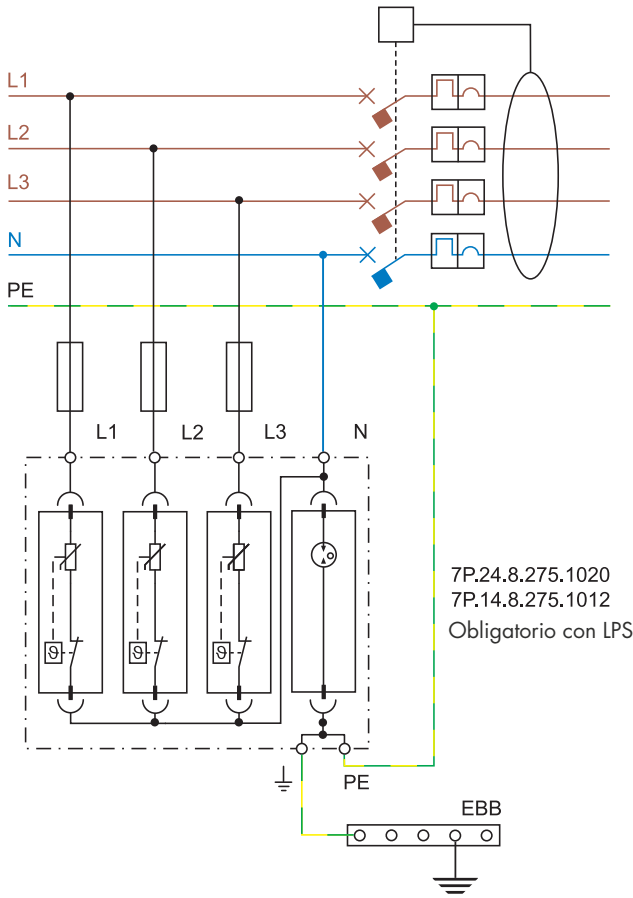 L1
L2
L3
N
PE
L1 L2 L3 N
ϑ ϑ ϑ
7P.24.8.275.1020
7P.14.8.275.1012
Obligatorio con LPS
PE
EBB